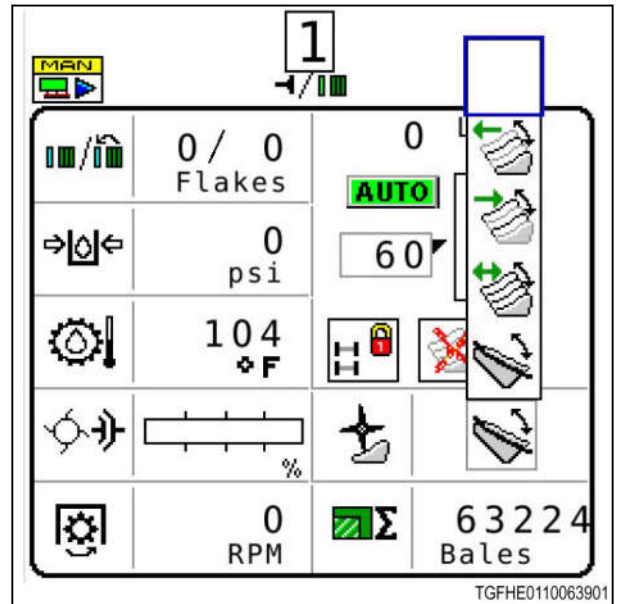 1
MAN
0/ 0
Flakes
0
AUTO
0
psi
60
104
°F
%
0
RPM
Σ
63224
Bales
TGFHE0110063901